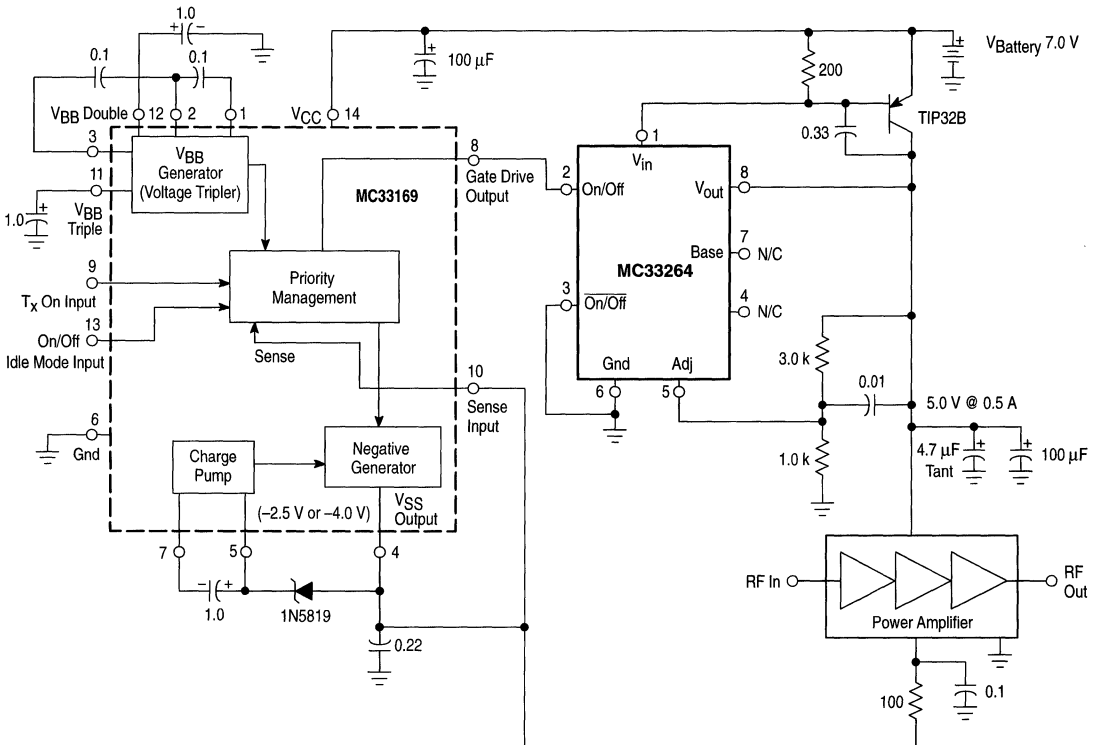 1.0
+ −
0.1
0.1
100 µF
+
VBattery 7.0 V
+
200
VBB Double
12
2
1
VCC
14
TIP32B
0.33
3
VBB
Generator
(Voltage Tripler)
8
Gate Drive
Output
MC33169
1
Vin
2
On/Off
Vout
8
11
VBB
Triple
1.0
+
7
Base
N/C
MC33264
9
Tx On Input
Priority
Management
3
On/Off
4
N/C
13
On/Off
Idle Mode Input
Sense
10
Sense
Input
Gnd
Adj
6
5
3.0 k
0.01
5.0 V @ 0.5 A
6
Gnd
Charge
Pump
Negative
Generator
1.0 k
4.7 µF
Tant
+
+
100 µF
(−2.5 V or −4.0 V)
VSS
Output
7
5
4
− +
1.0
1N5819
0.22
RF In
RF
Out
Power Amplifier
100
0.1